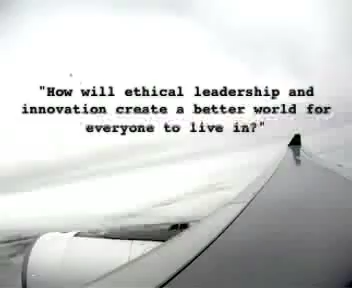 "How will ethical leadership and
innovation create a better world for
everyone to live in?"